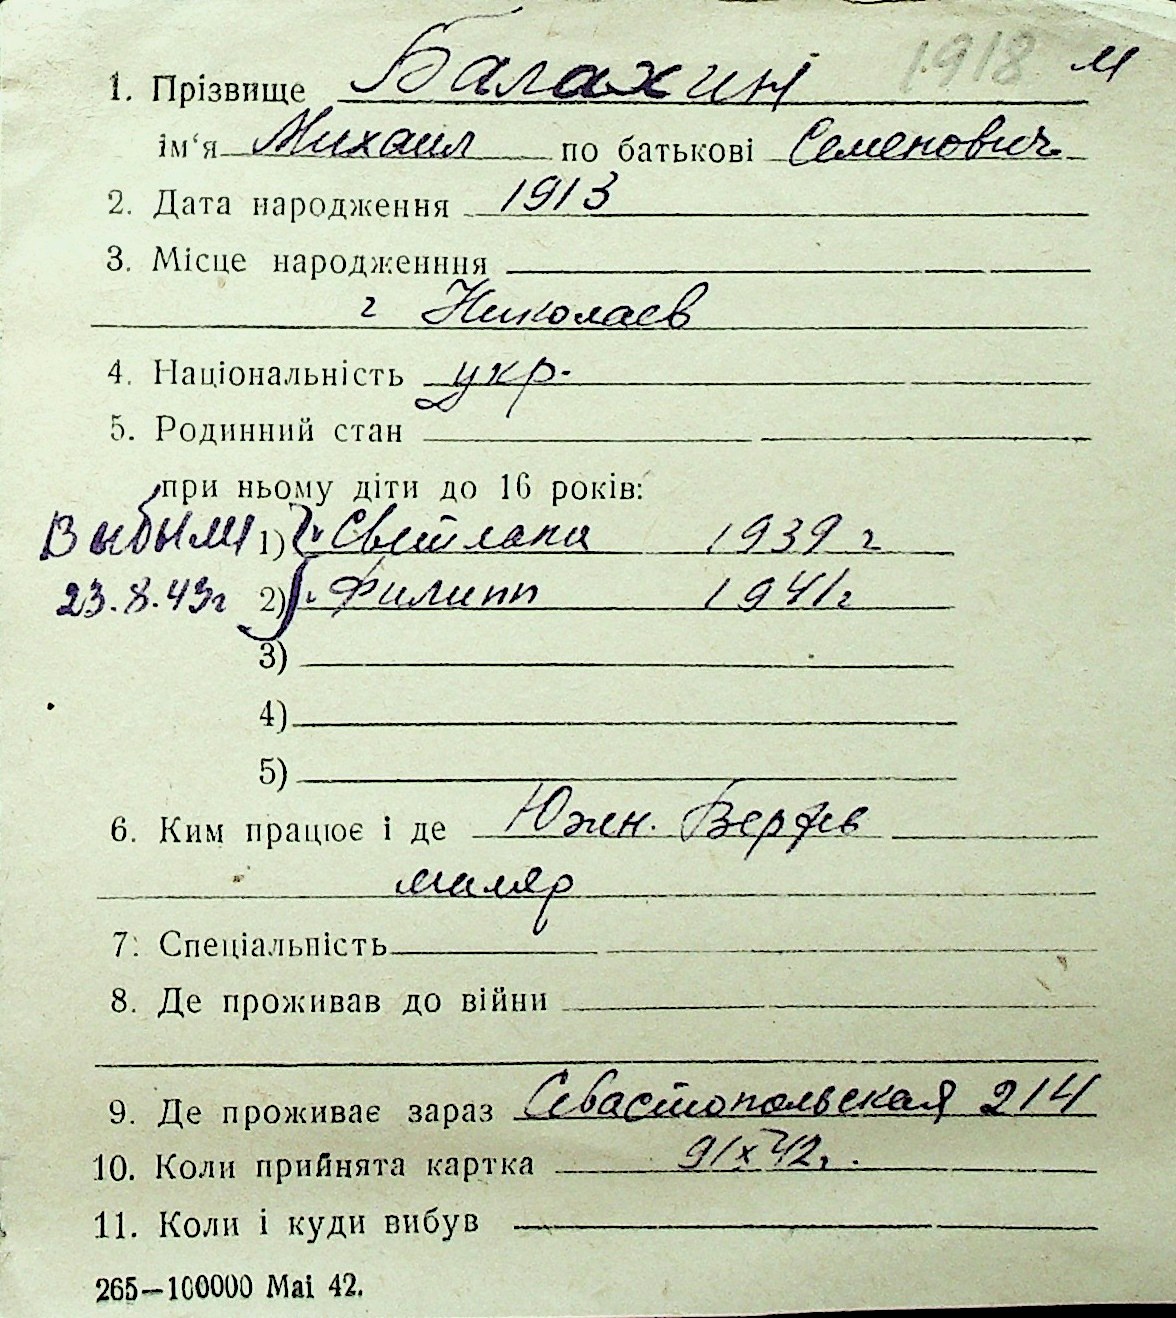 1918 м
1. Прізвище Балахин
ім‘я Михаил по батькові Семенович
2. Дата народження 1913
3. Місце народженння
г Николаев
4. Національність укр.
5. Родинний стан
при ньому діти до 16 років:
Выбыли 1) Светлана 1939 г
23.8.43г 2) Филипп 1941г
3)
4)
5)
6. Ким працює і де Южн. Верфь
маляр
7. Спеціальність
8. Де проживав до війни
9. Де проживає зараз Севастопольская 214
10. Коли прийнята картка 9/X 42г.
11. Коли і куди вибув
265—100000 Mai 42.